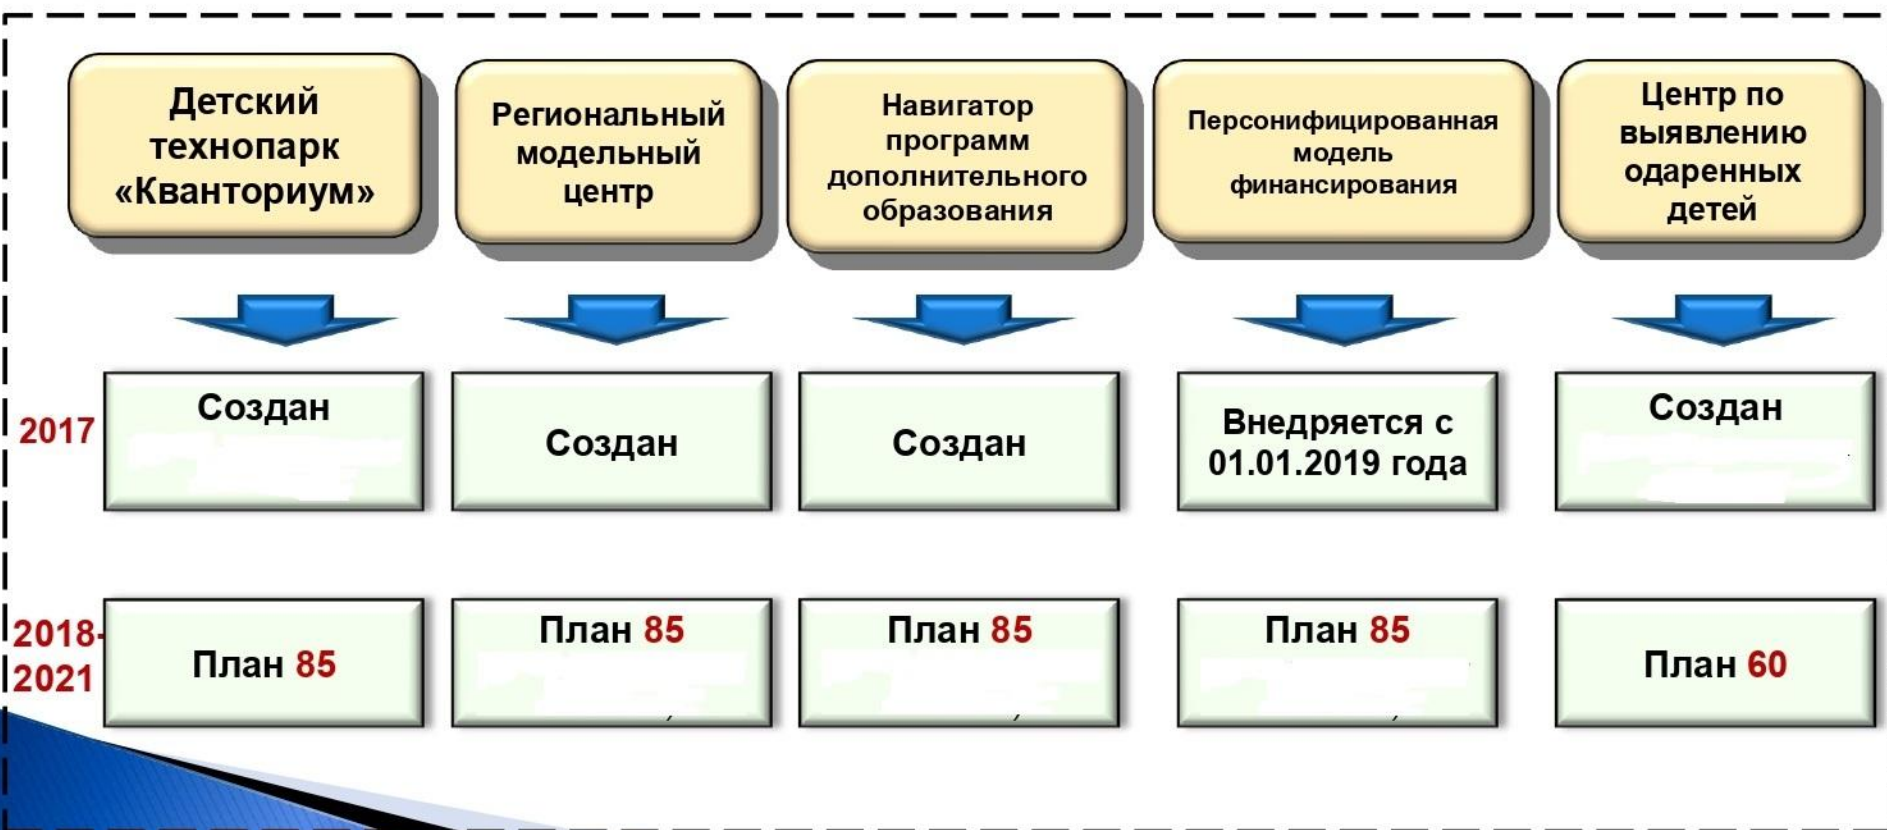 Детский
технопарк
«Кванториум»
Региональный
модельный
центр
Навигатор
программ
дополнительного
образования
Персонифицированная
модель
финансирования
Центр по
выявлению
одаренных
детей
2017
Создан
Создан
Создан
Внедряется с
01.01.2019 года
Создан
2018-
2021
План 85
План 85
План 85
План 85
План 60